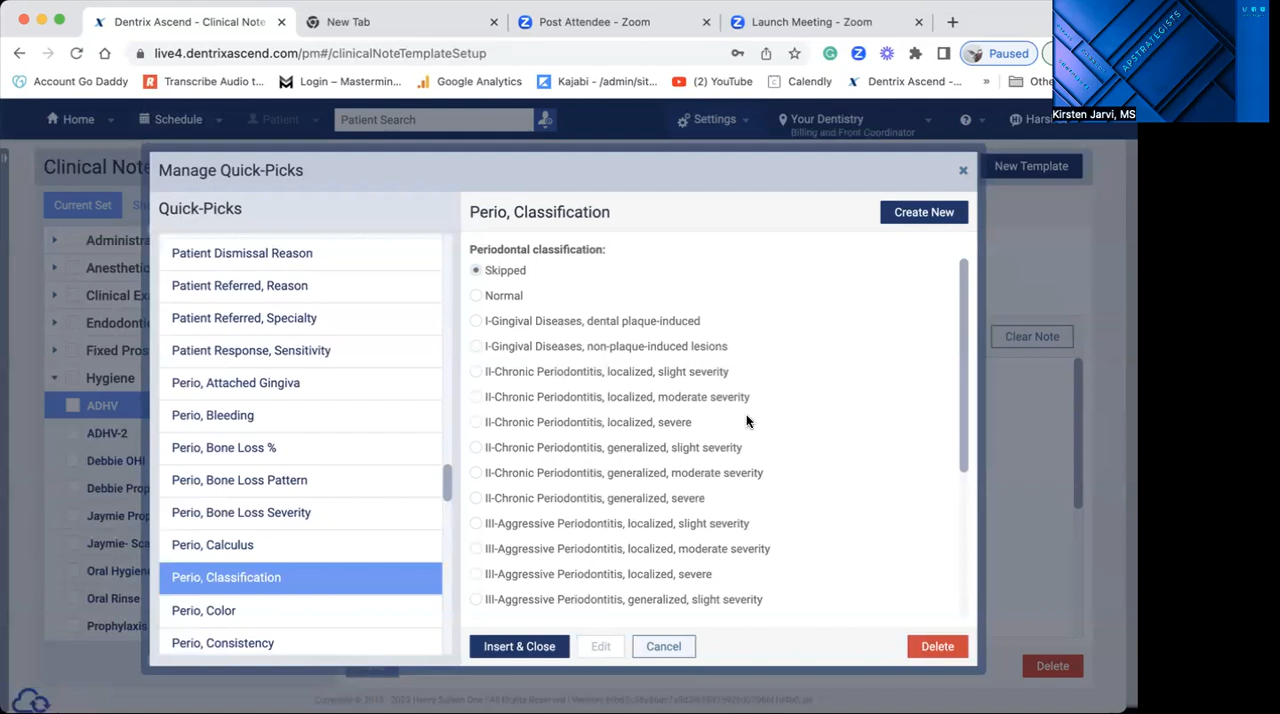 Dentrix Ascend - Clinical Note
New Tab
Post Attendee - Zoom
Launch Meeting - Zoom
live4.dentrixascend.com/pm#/clinicalNoteTemplateSetup
Paused
Account Go Daddy
Transcribe Audio t...
Login – Mastermin...
Google Analytics
Kajabi - /admin/sit...
(2) YouTube
Calendly
Dentrix Ascend -...
»
Kirsten Jarvi, MS
APSTRATEGISTS
Home
Schedule
Patient
Patient Search
Settings
Your Dentistry
Billing and Front Coordinator
Clinical Note
New Template
Manage Quick-Picks
Current Set
Quick-Picks
Perio, Classification
Create New
Periodontal classification:
Skipped
Normal
I-Gingival Diseases, dental plaque-induced
I-Gingival Diseases, non-plaque-induced lesions
II-Chronic Periodontitis, localized, slight severity
II-Chronic Periodontitis, localized, moderate severity
II-Chronic Periodontitis, localized, severe
II-Chronic Periodontitis, generalized, slight severity
II-Chronic Periodontitis, generalized, moderate severity
II-Chronic Periodontitis, generalized, severe
III-Aggressive Periodontitis, localized, slight severity
III-Aggressive Periodontitis, localized, moderate severity
III-Aggressive Periodontitis, localized, severe
III-Aggressive Periodontitis, generalized, slight severity
Patient Dismissal Reason
Patient Referred, Reason
Patient Referred, Specialty
Patient Response, Sensitivity
Perio, Attached Gingiva
Perio, Bleeding
Perio, Bone Loss %
Perio, Bone Loss Pattern
Perio, Bone Loss Severity
Perio, Calculus
Perio, Classification
Perio, Color
Perio, Consistency
Administra
Anesthetic
Clinical Ex
Endodonti
Fixed Pros
Hygiene
ADHV
ADHV-2
Debbie OHI
Debbie Prop
Jaymie Prop
Jaymie- Sca
Oral Hygien
Oral Rinse
Prophylaxis
Clear Note
Insert & Close
Edit
Cancel
Delete
Delete